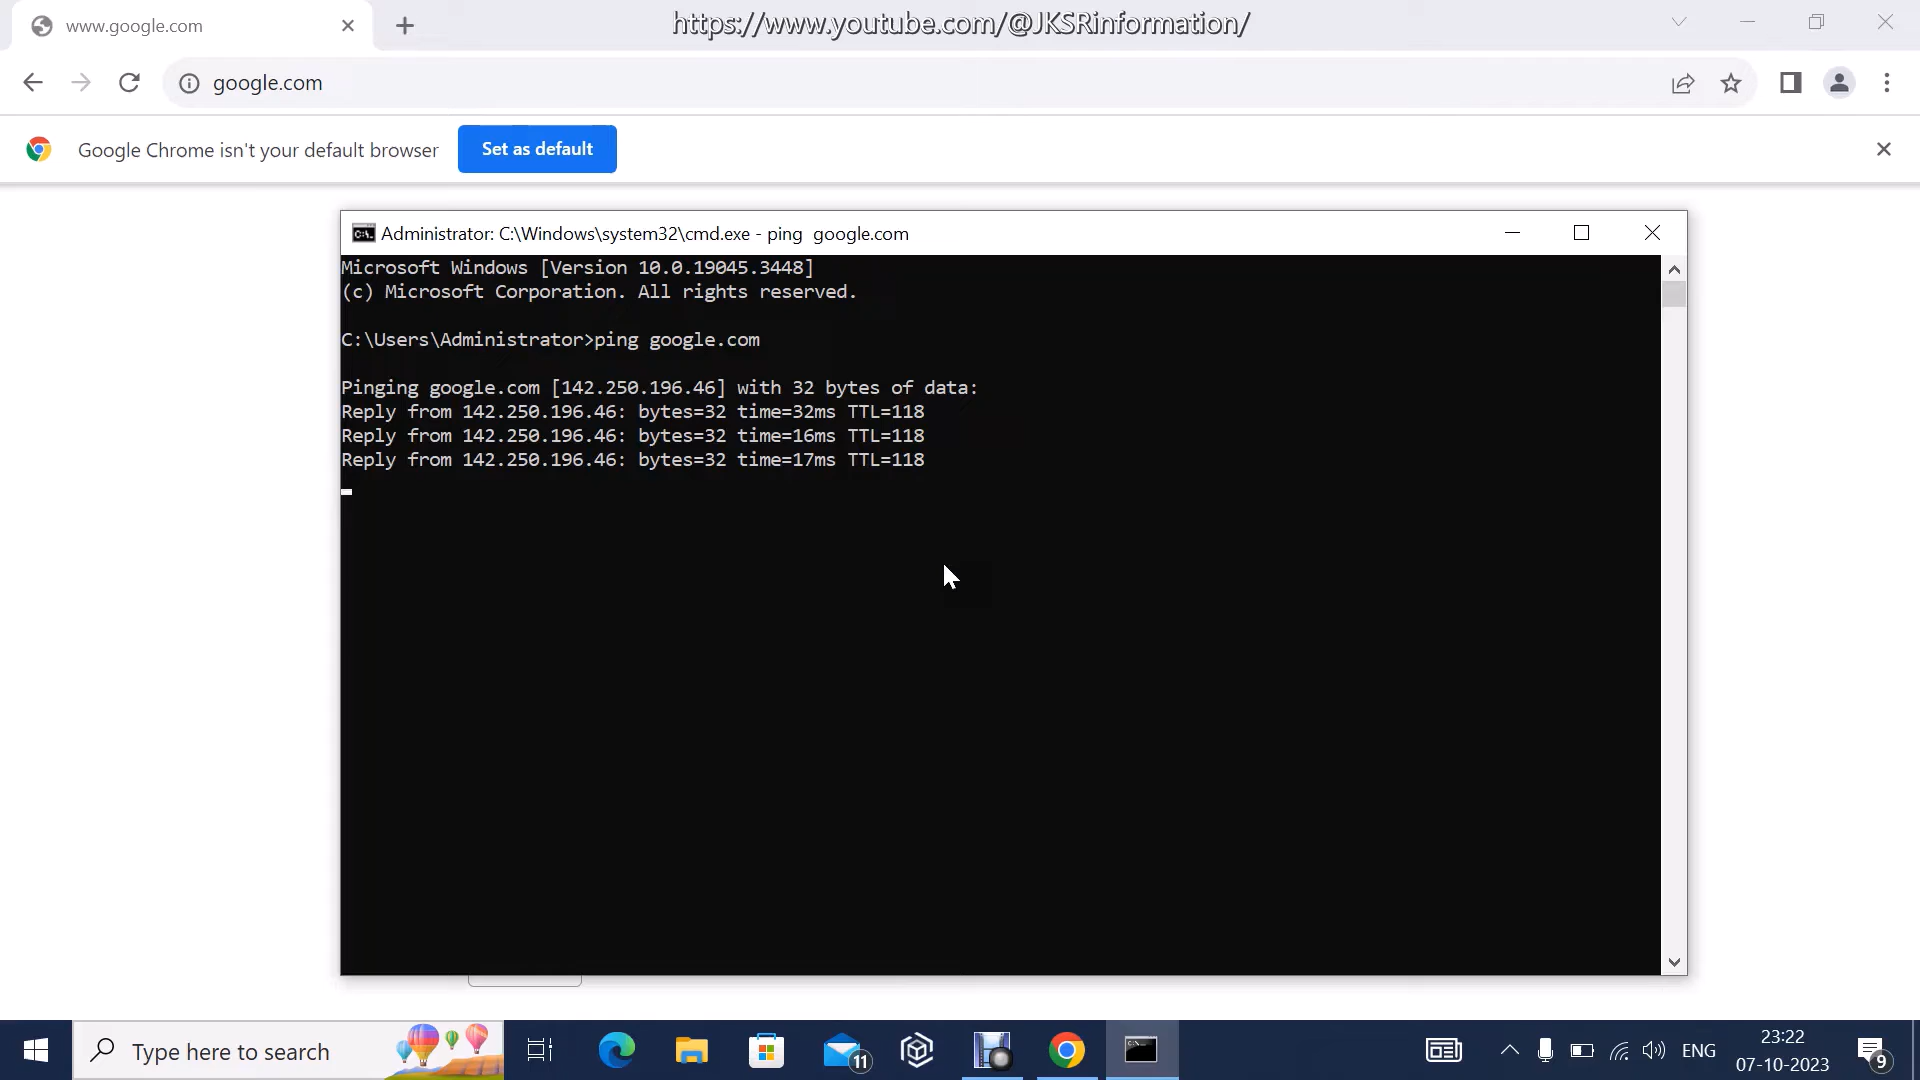 www.google.com
https://www.youtube.com/@JKSRinformation/
google.com
Google Chrome isn't your default browser
Set as default
Administrator: C:\Windows\system32\cmd.exe - ping  google.com
Microsoft Windows [Version 10.0.19045.3448]
(c) Microsoft Corporation. All rights reserved.
C:\Users\Administrator>ping google.com
Pinging google.com [142.250.196.46] with 32 bytes of data:
Reply from 142.250.196.46: bytes=32 time=32ms TTL=118
Reply from 142.250.196.46: bytes=32 time=16ms TTL=118
Reply from 142.250.196.46: bytes=32 time=17ms TTL=118
Type here to search
11
ENG
23:22
07-10-2023
9